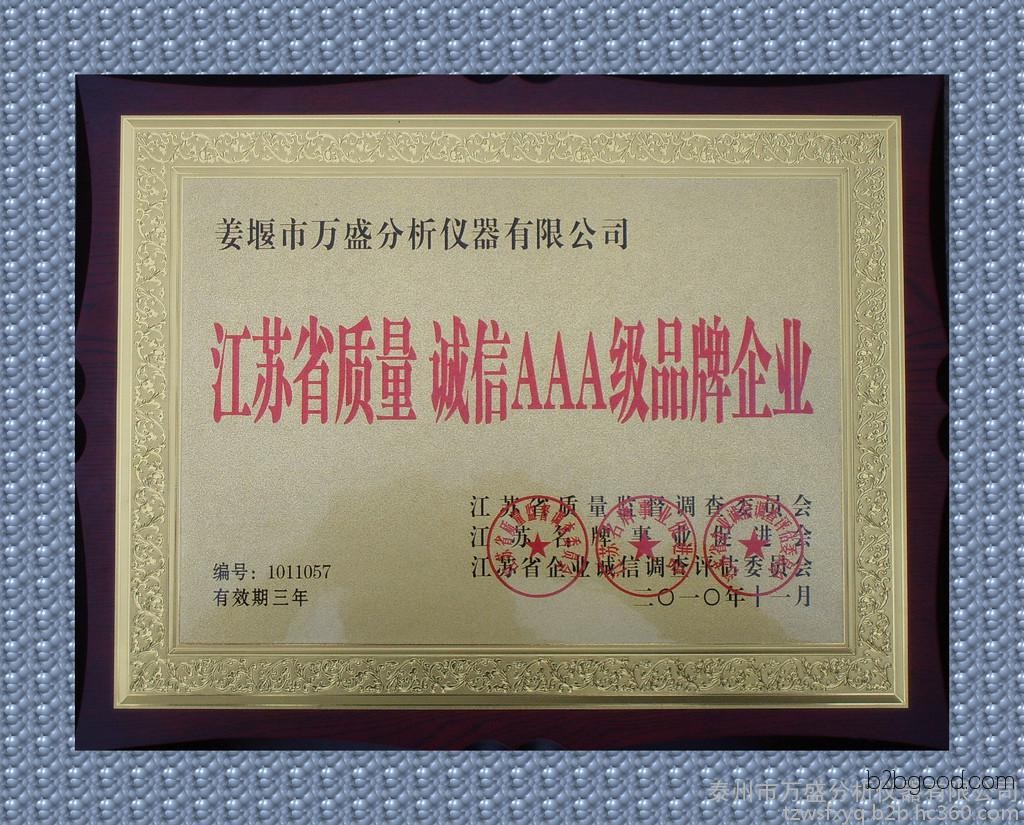 姜堰市万盛分析仪器有限公司
江苏省质量 诚信AAA级品牌企业
江苏省质量监督调查委员会
江苏名牌事业促进会
江苏省企业诚信调查评估委员会
二〇一〇年十一月
编号：1011057
有效期三年
b2bgood.com
泰州市万盛分析仪器有限公司
tzwsfxyq.b2b.hc360.com